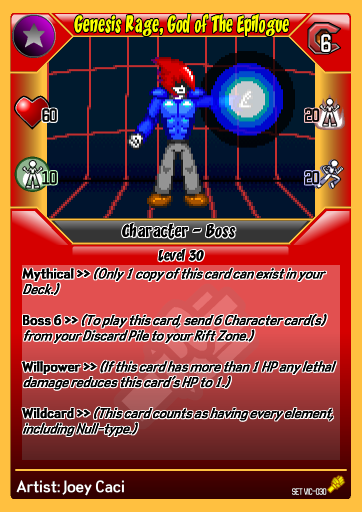 Genesis Rage, God of The Epilogue
6
60
20
10
20
Character - Boss
Level 30
Mythical >> (Only 1 copy of this card can exist in your
Deck.)
Boss 6 >> (To play this card, send 6 Character card(s)
from your Discard Pile to your Rift Zone.)
Willpower >> (If this card has more than 1 HP any lethal
damage reduces this card's HP to 1.)
Wildcard >> (This card counts as having every element,
including Null-type.)
Artist: Joey Caci
SET VIC-030